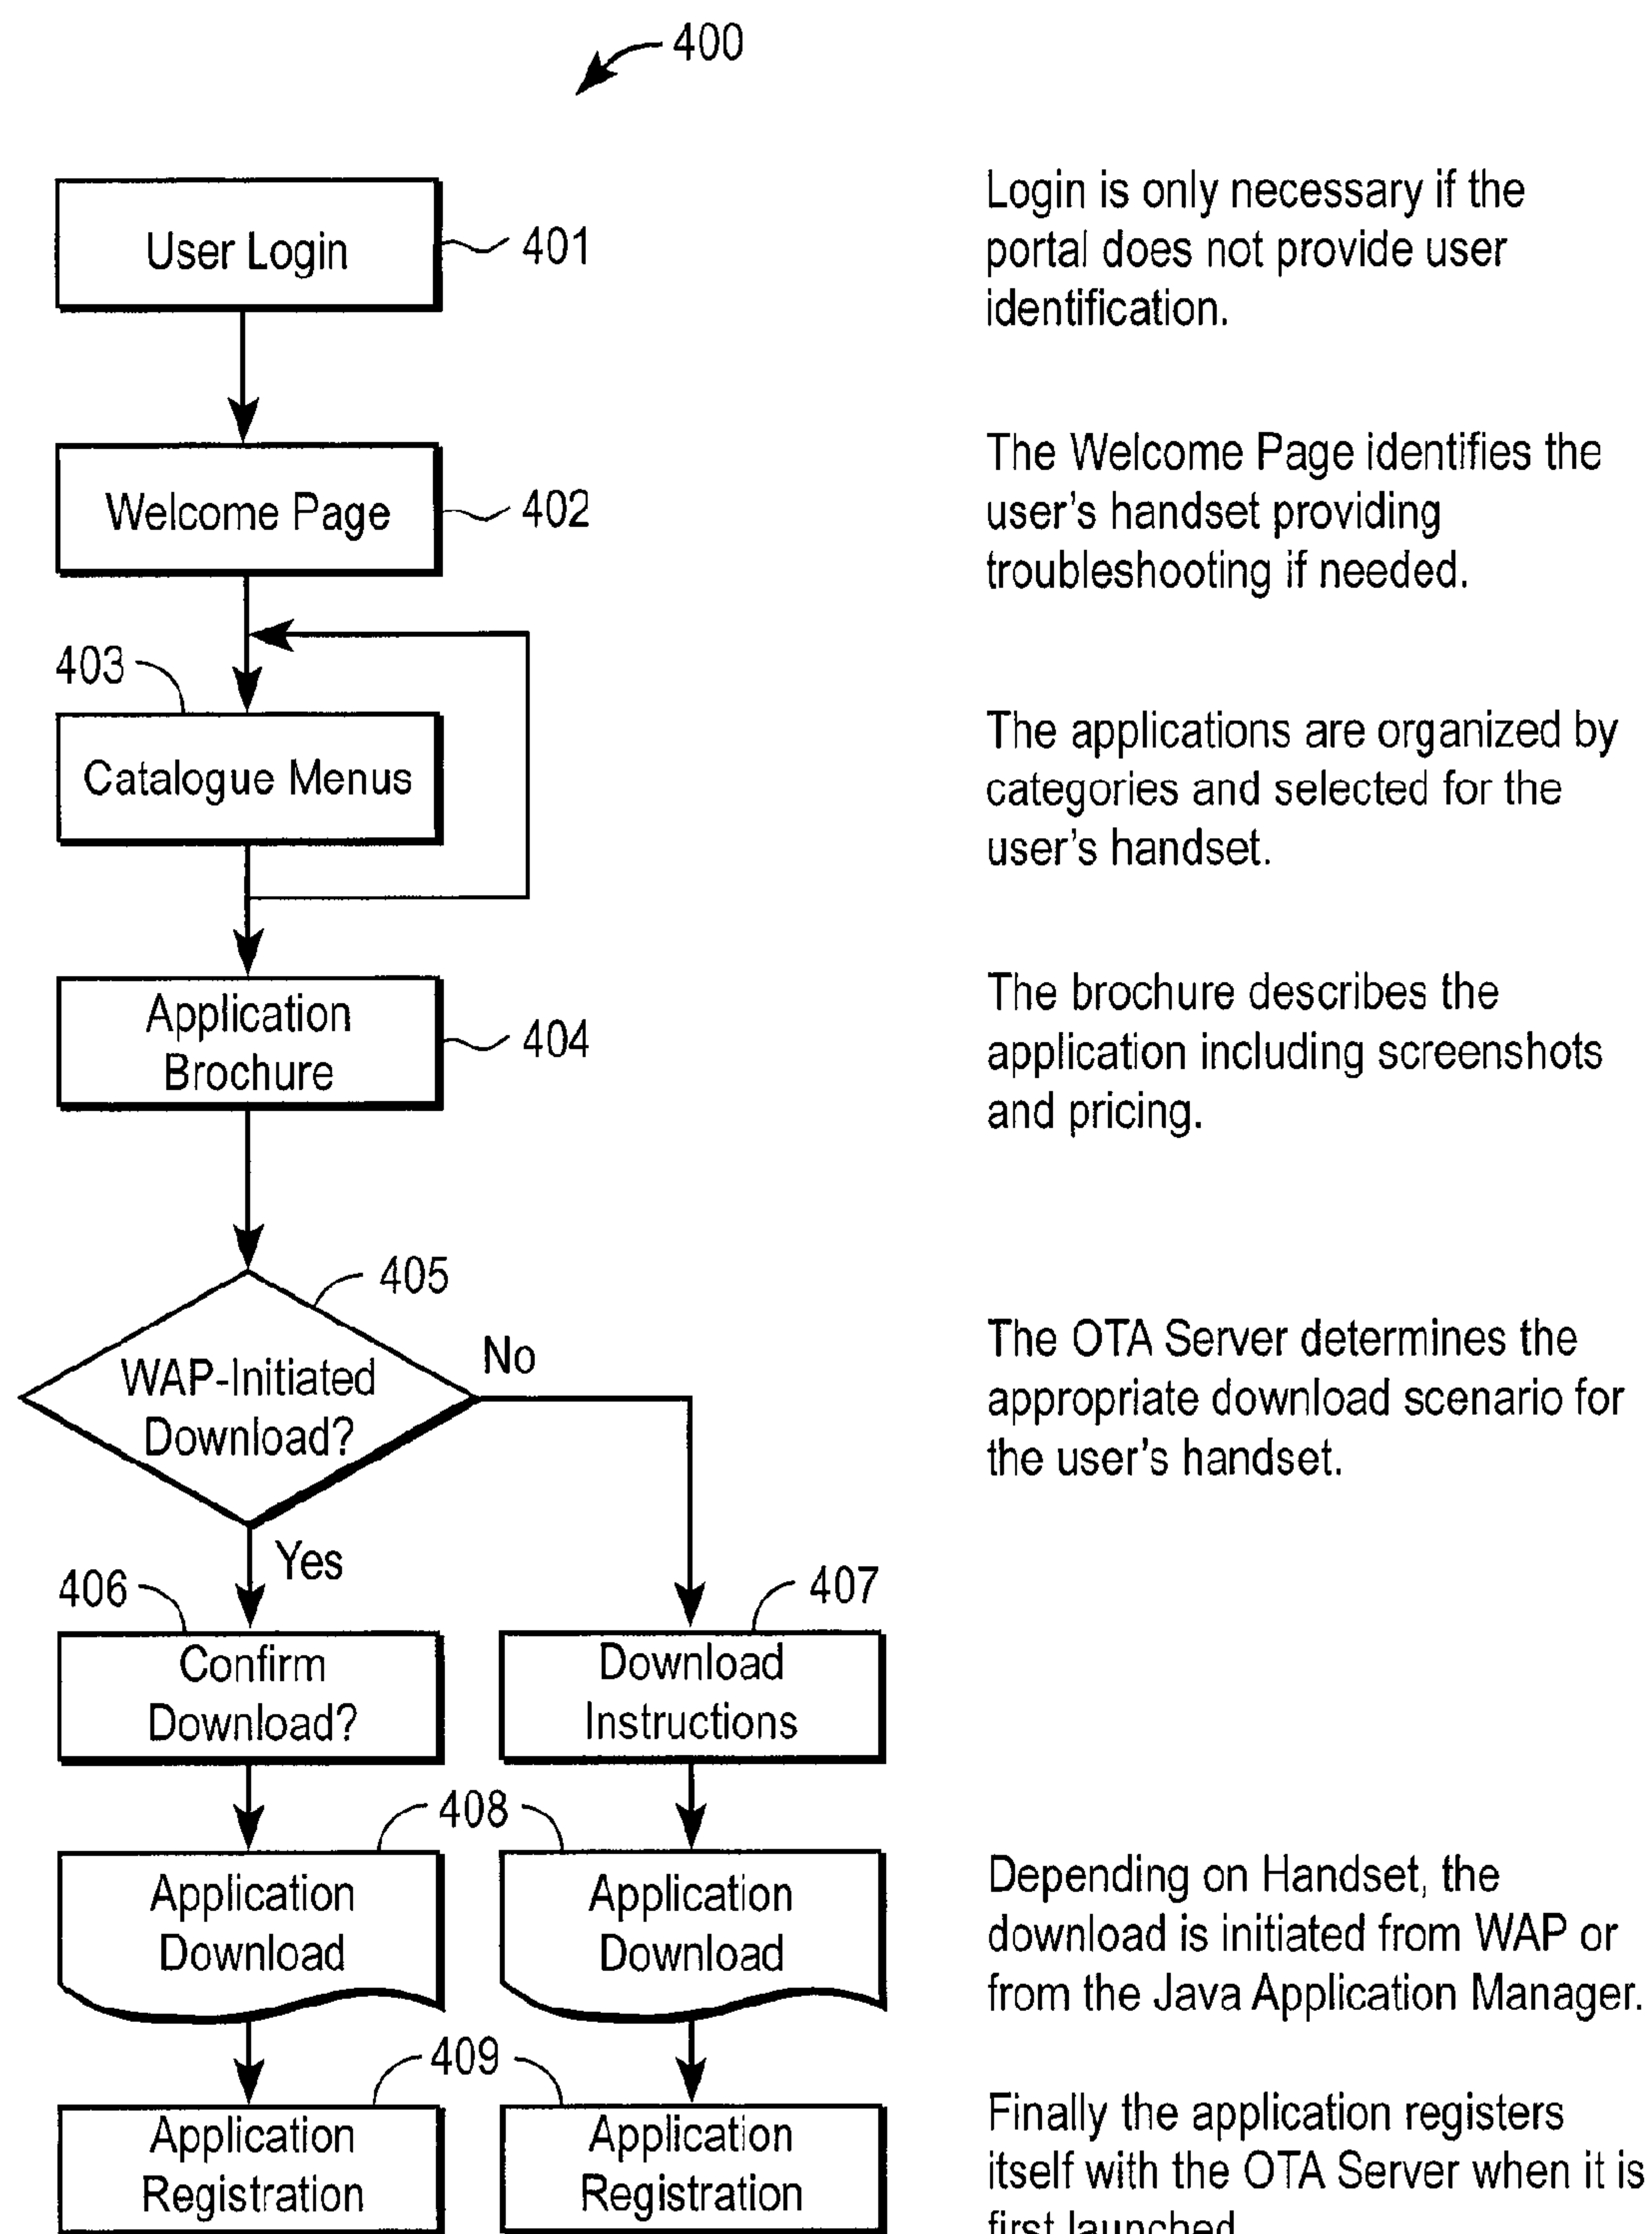 400
User Login
401
Login is only necessary if the
portal does not provide user
identification.
Welcome Page
402
The Welcome Page identifies the
user's handset providing
troubleshooting if needed.
403
Catalogue Menus
The applications are organized by
categories and selected for the
user's handset.
Application
Brochure
404
The brochure describes the
application including screenshots
and pricing.
405
WAP-Initiated
Download?
No
Yes
The OTA Server determines the
appropriate download scenario for
the user's handset.
406
Confirm
Download?
407
Download
Instructions
408
Application
Download
Application
Download
Depending on Handset, the
download is initiated from WAP or
from the Java Application Manager.
409
Application
Registration
Application
Registration
Finally the application registers
itself with the OTA Server when it is
first launched